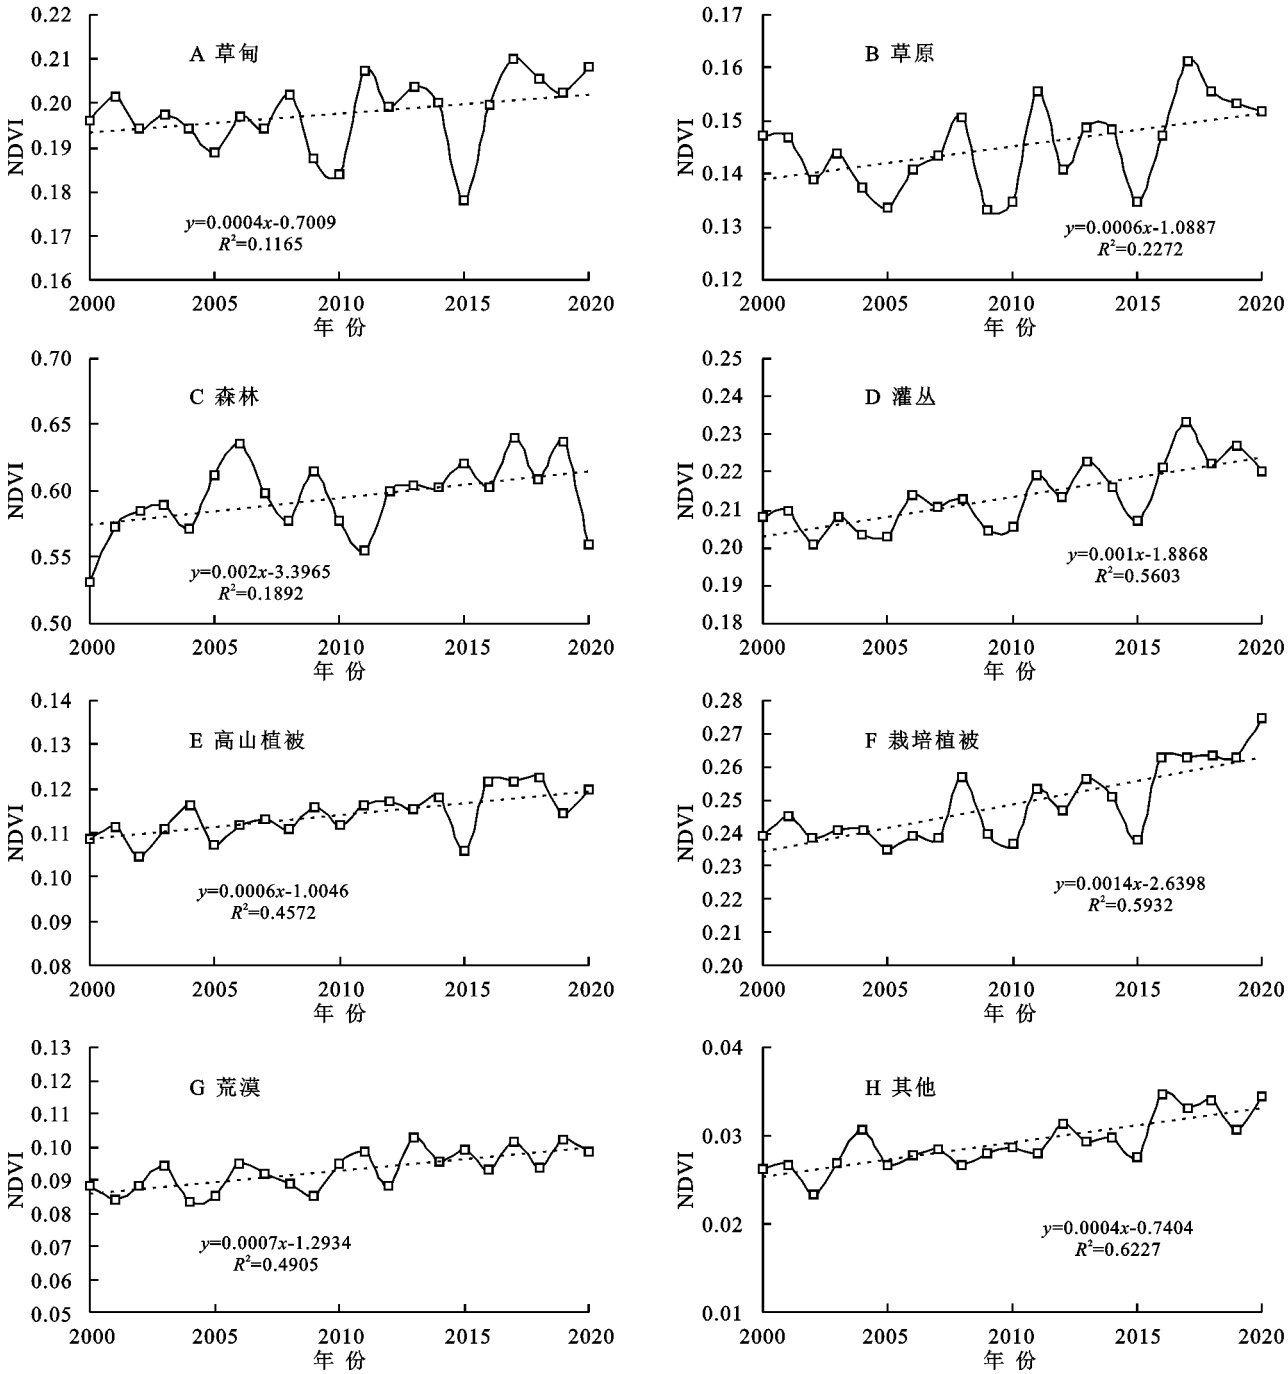 0.22
0.21
0.20
0.19
0.18
0.17
0.16
NDVI
A 草甸
y=0.0004x-0.7009
R²=0.1165
2000 2005 2010 2015 2020
年 份
0.17
0.16
0.15
0.14
0.13
0.12
NDVI
B 草原
y=0.0006x-1.0887
R²=0.2272
2000 2005 2010 2015 2020
年 份
0.70
0.65
0.60
0.55
0.50
NDVI
C 森林
y=0.002x-3.3965
R²=0.1892
2000 2005 2010 2015 2020
年 份
0.25
0.24
0.23
0.22
0.21
0.20
0.19
0.18
NDVI
D 灌丛
y=0.001x-1.8868
R²=0.5603
2000 2005 2010 2015 2020
年 份
0.14
0.13
0.12
0.11
0.10
0.09
0.08
NDVI
E 高山植被
y=0.0006x-1.0046
R²=0.4572
2000 2005 2010 2015 2020
年 份
0.28
0.27
0.26
0.25
0.24
0.23
0.22
0.21
0.20
NDVI
F 栽培植被
y=0.0014x-2.6398
R²=0.5932
2000 2005 2010 2015 2020
年 份
0.13
0.12
0.11
0.10
0.09
0.08
0.07
0.06
0.05
NDVI
G 荒漠
y=0.0007x-1.2934
R²=0.4905
2000 2005 2010 2015 2020
年 份
0.04
0.03
0.02
0.01
NDVI
H 其他
y=0.0004x-0.7404
R²=0.6227
2000 2005 2010 2015 2020
年 份